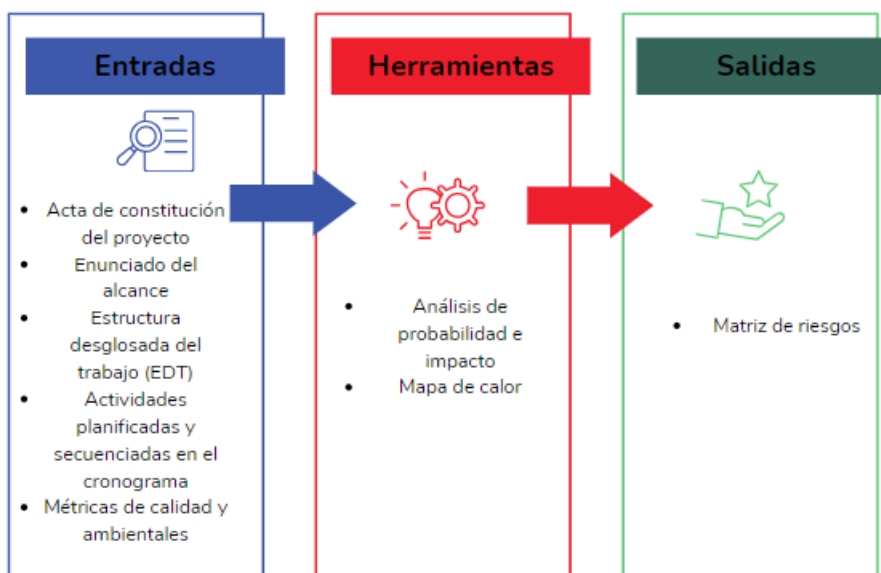 Entradas
• Acta de constitución
del proyecto
• Enunciado del
alcance
• Estructura
desglosada del
trabajo (EDT)
• Actividades
planificadas y
secuenciadas en el
cronograma
• Métricas de calidad y
ambientales
Herramientas
• Análisis de
probabilidad e
impacto
• Mapa de calor
Salidas
• Matriz de riesgos